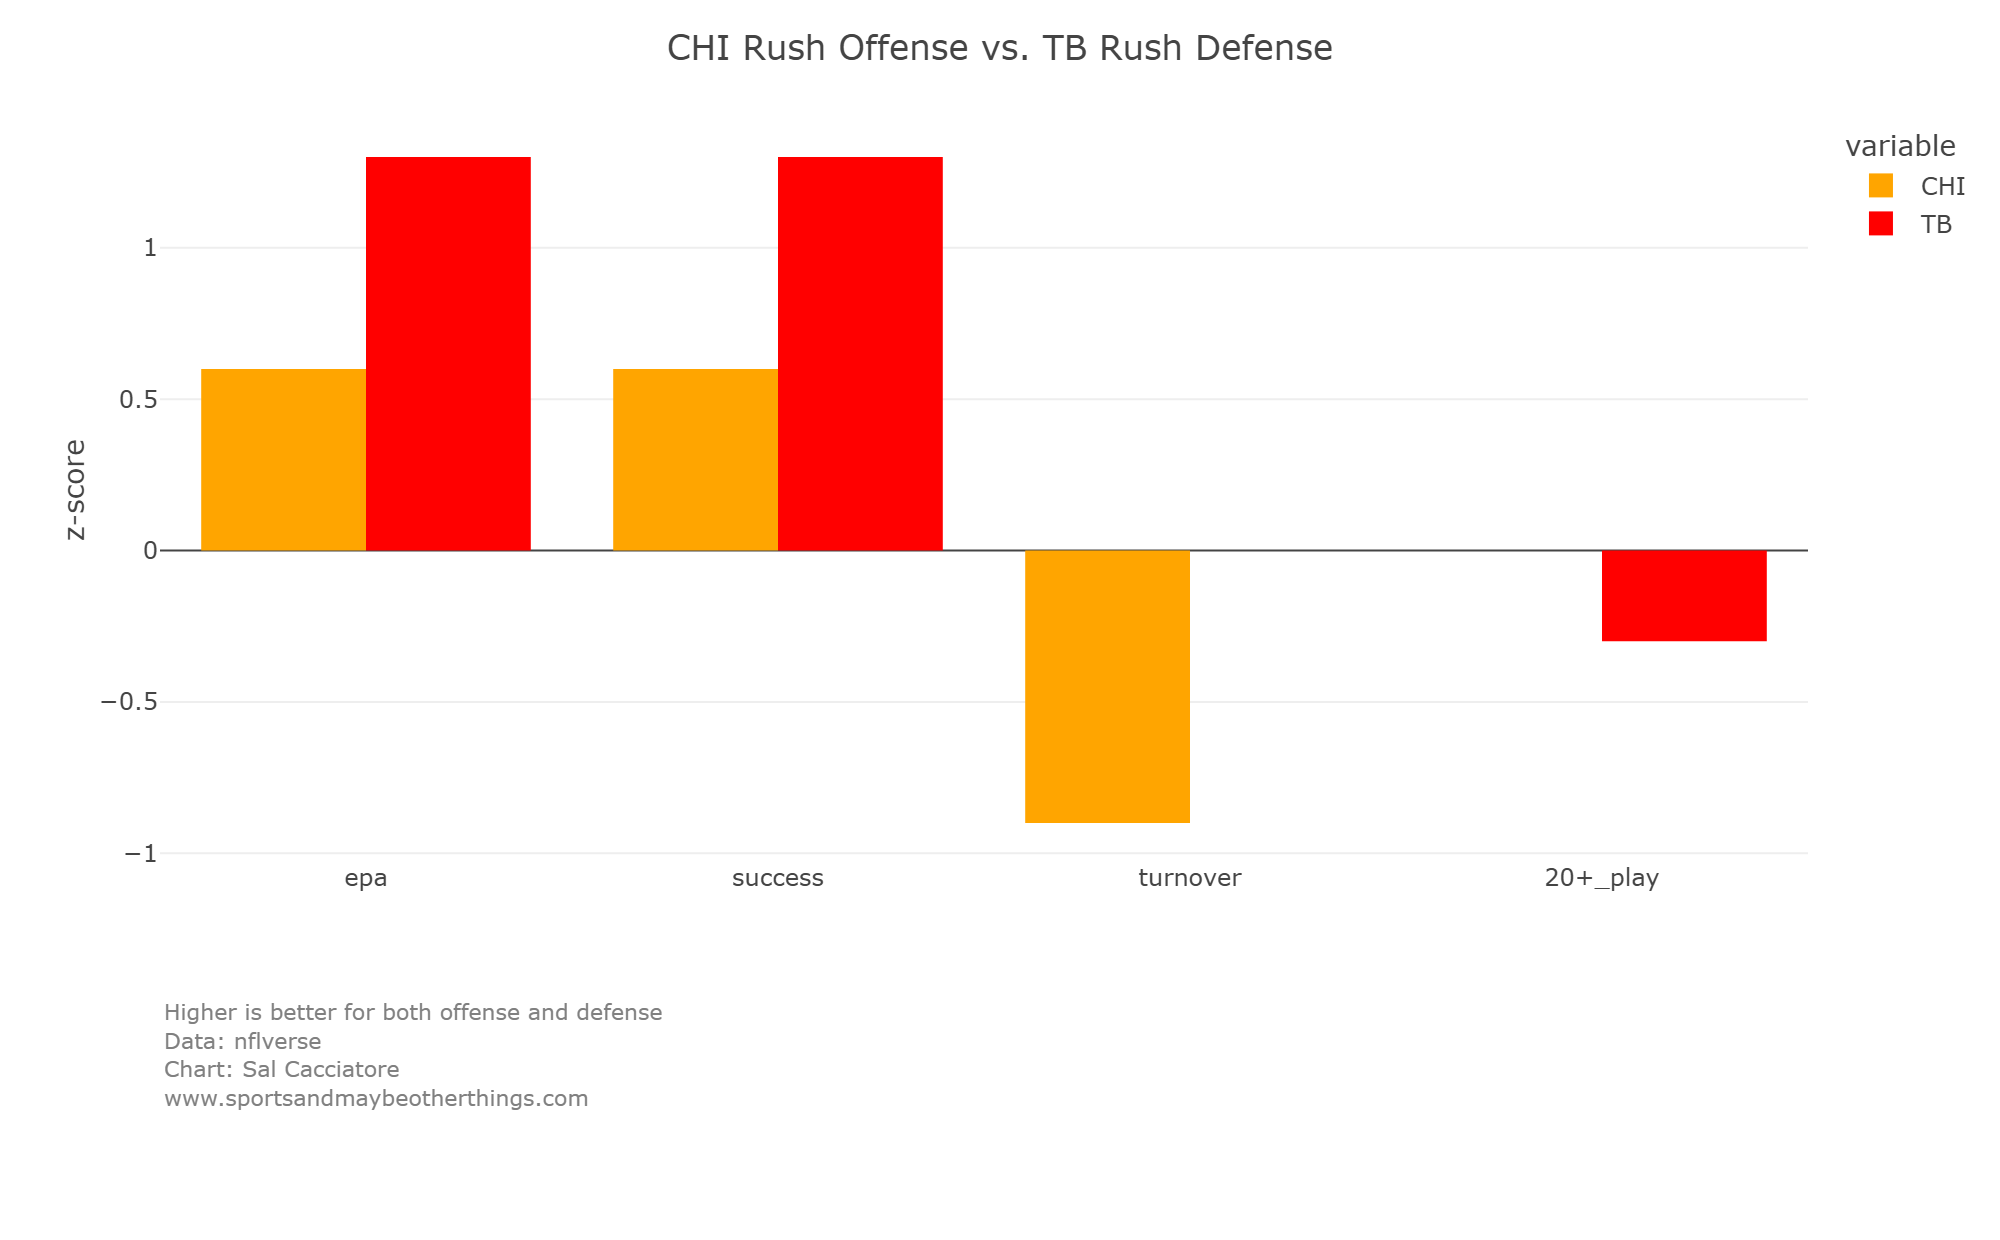 CHI Rush Offense vs. TB Rush Defense
variable
CHI
TB
1
0.5
0
−0.5
−1
z-score
epa
success
turnover
20+_play
Higher is better for both offense and defense
Data: nflverse
Chart: Sal Cacciatore
www.sportsandmaybeotherthings.com